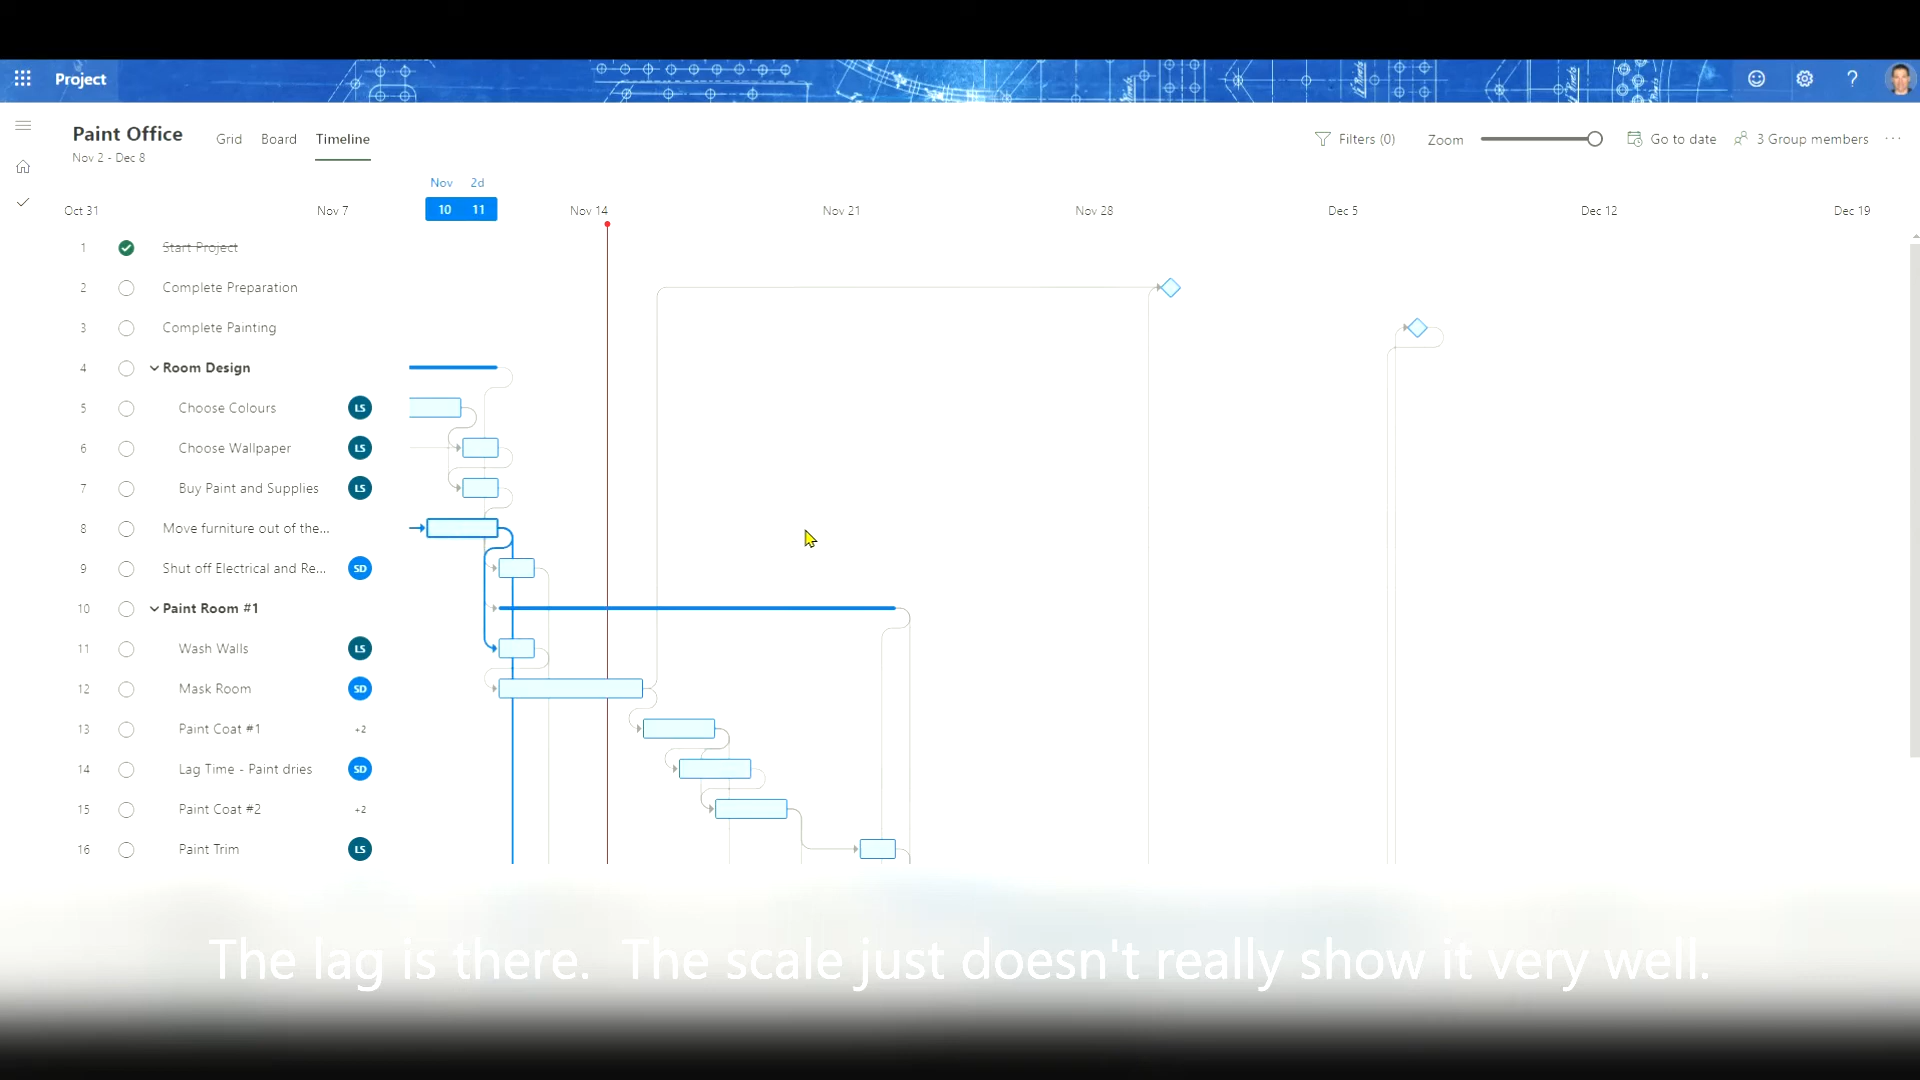 Project
Paint Office
Nov 2 - Dec 8
Grid
Board
Timeline
Filters (0)
Zoom
Go to date
3 Group members
Nov 2d
10 11
Oct 31
Nov 7
Nov 14
Nov 21
Nov 28
Dec 5
Dec 12
Dec 19
1 Start Project
2 Complete Preparation
3 Complete Painting
4 Room Design
5 Choose Colours LS
6 Choose Wallpaper LS
7 Buy Paint and Supplies LS
8 Move furniture out of the...
9 Shut off Electrical and Re... SD
10 Paint Room #1
11 Wash Walls LS
12 Mask Room SD
13 Paint Coat #1 +2
14 Lag Time - Paint dries SD
15 Paint Coat #2 +2
16 Paint Trim LS
The lag is there. The scale just doesn't really show it very well.